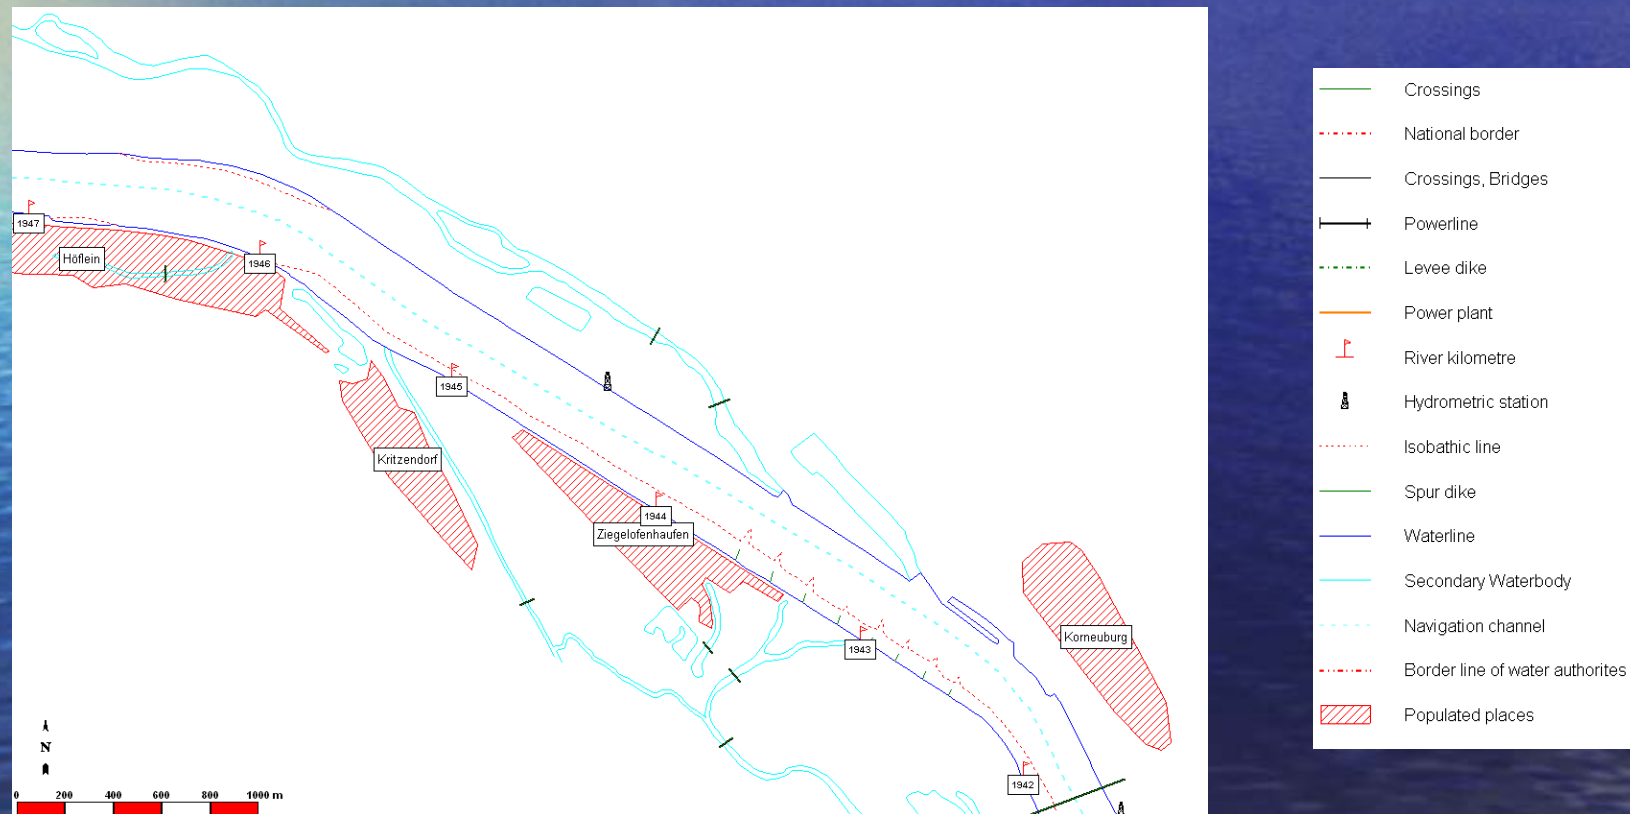 1947
Höflein
1946
1945
Kritzendorf
1944
Ziegelofenhaufen
1943
Korneuburg
1942
N
0 200 400 600 800 1000 m
Crossings
National border
Crossings, Bridges
Powerline
Levee dike
Power plant
River kilometre
Hydrometric station
Isobathic line
Spur dike
Waterline
Secondary Waterbody
Navigation channel
Border line of water authorites
Populated places